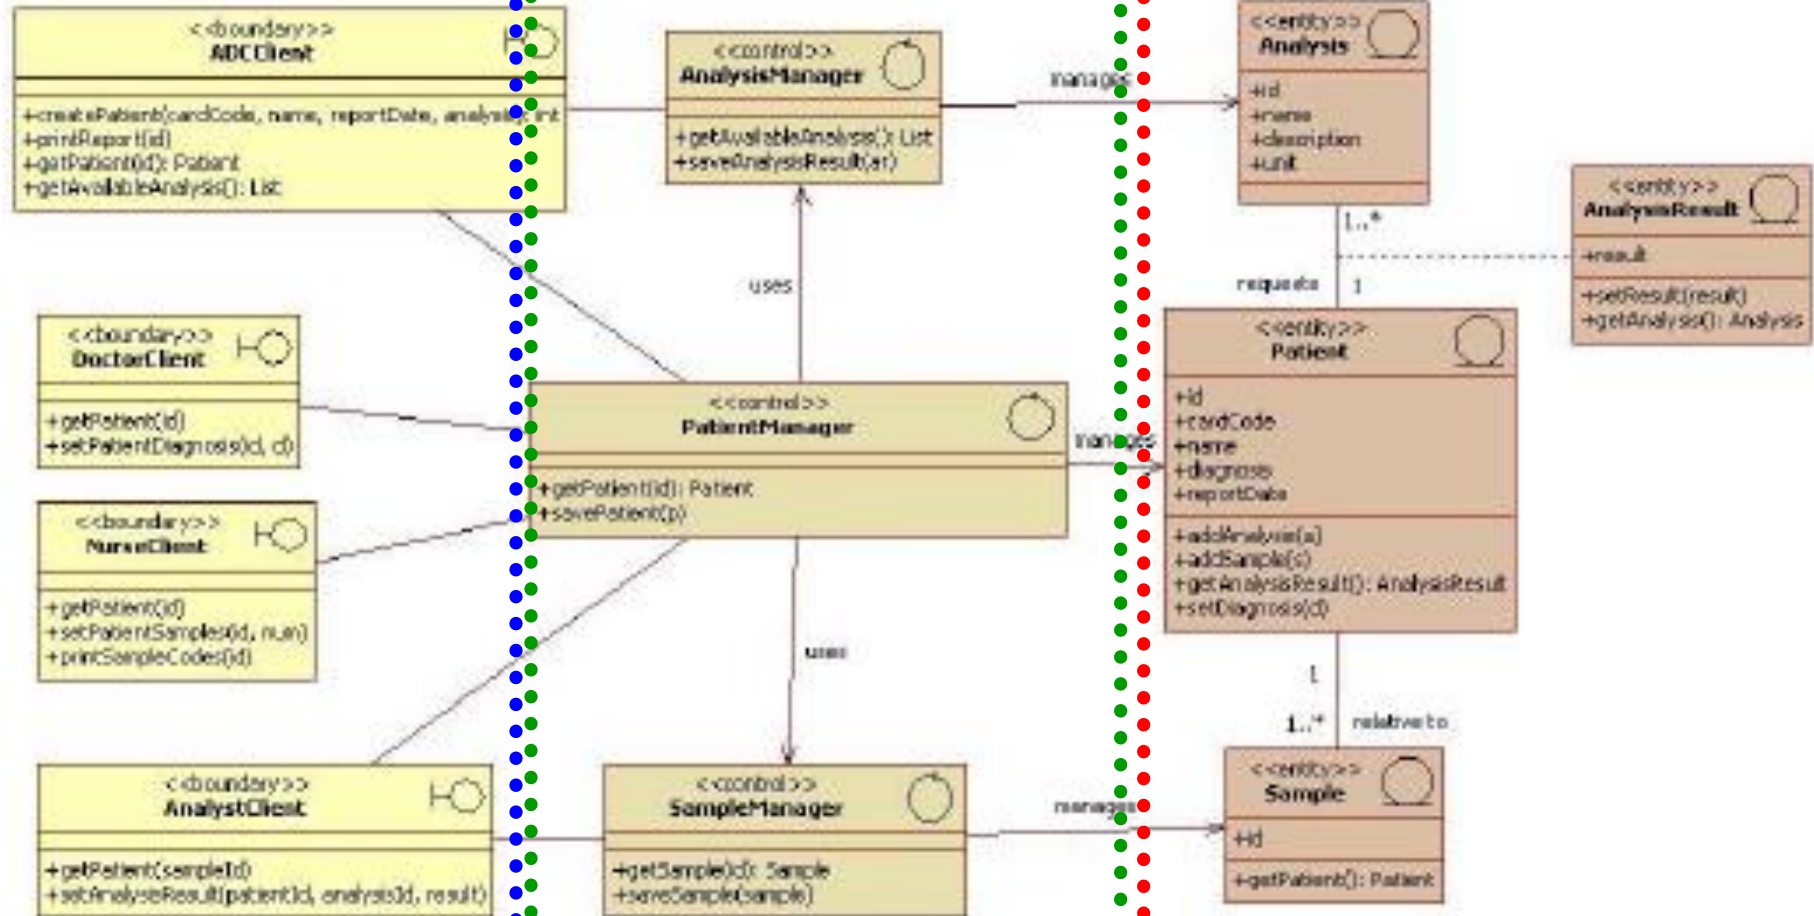 <<boundary>>
ADCClient
+createPatient(cardCode, name, reportDate, analysis): int
+printReport(id)
+getPatient(id): Patient
+getAvailableAnalysis(): List
<<control>>
AnalysisManager
+getAvailableAnalysis(): List
+saveAnalysisResult(ar)
manages
<<entity>>
Analysis
+id
+name
+description
+unit
<<entity>>
AnalysisResult
+result
+setResult(result)
+getAnalysis(): Analysis
1..*
requests
1
uses
<<boundary>>
DoctorClient
+getPatient(id)
+setPatientDiagnosis(id, d)
<<control>>
PatientManager
+getPatient(id): Patient
+savePatient(p)
manages
<<entity>>
Patient
+id
+cardCode
+name
+diagnosis
+reportDate
+addAnalysis(a)
+addSample(s)
+getAnalysisResult(): AnalysisResult
+setDiagnosis(d)
<<boundary>>
NurseClient
+getPatient(id)
+setPatientSamples(id, num)
+printSampleCodes(id)
uses
1
1..*
relative to
<<boundary>>
AnalystClient
+getPatient(sampleId)
+setAnalysisResult(patientId, analysisId, result)
<<control>>
SampleManager
+getSample(id): Sample
+saveSample(sample)
manages
<<entity>>
Sample
+id
+getPatient(): Patient